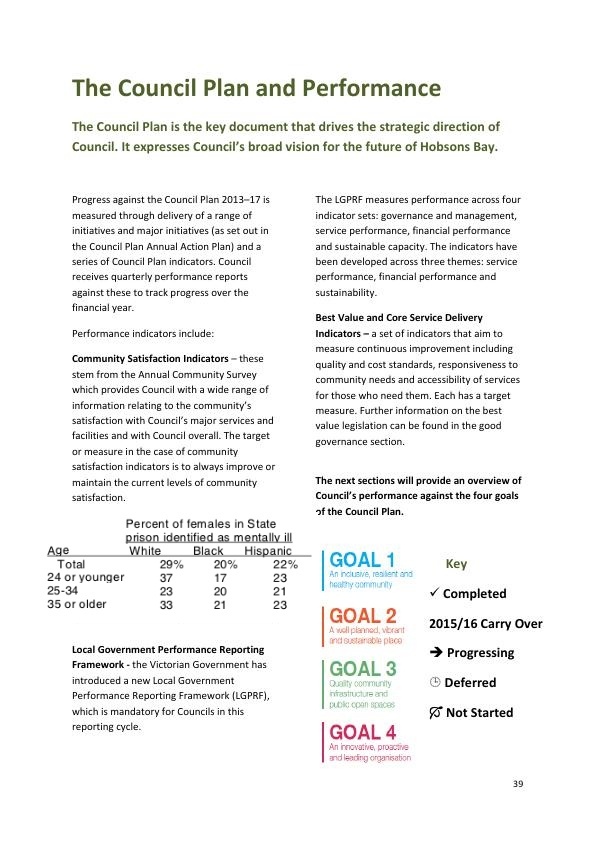 The Council Plan and Performance
The Council Plan is the key document that drives the strategic direction of
Council. It expresses Council’s broad vision for the future of Hobsons Bay.
Progress against the Council Plan 2013–17 is
measured through delivery of a range of
initiatives and major initiatives (as set out in
the Council Plan Annual Action Plan) and a
series of Council Plan indicators. Council
receives quarterly performance reports
against these to track progress over the
financial year.
Performance indicators include:
Community Satisfaction Indicators – these
stem from the Annual Community Survey
which provides Council with a wide range of
information relating to the community’s
satisfaction with Council’s major services and
facilities and with Council overall. The target
or measure in the case of community
satisfaction indicators is to always improve or
maintain the current levels of community
satisfaction.
Percent of females in State
prison identified as mentally ill
Age White Black Hispanic
Total 29% 20% 22%
24 or younger 37 17 23
25-34 23 20 21
35 or older 33 21 23
Local Government Performance Reporting
Framework - the Victorian Government has
introduced a new Local Government
Performance Reporting Framework (LGPRF),
which is mandatory for Councils in this
reporting cycle.
The LGPRF measures performance across four
indicator sets: governance and management,
service performance, financial performance
and sustainable capacity. The indicators have
been developed across three themes: service
performance, financial performance and
sustainability.
Best Value and Core Service Delivery
Indicators – a set of indicators that aim to
measure continuous improvement including
quality and cost standards, responsiveness to
community needs and accessibility of services
for those who need them. Each has a target
measure. Further information on the best
value legislation can be found in the good
governance section.
The next sections will provide an overview of
Council’s performance against the four goals
of the Council Plan.
GOAL 1
An inclusive, resilient and
healthy community
GOAL 2
A well planned, vibrant
and sustainable place
GOAL 3
Quality community
infrastructure and
public open spaces
GOAL 4
An innovative, proactive
and leading organisation
Key
✓ Completed
2015/16 Carry Over
➔ Progressing
Deferred
Not Started
39